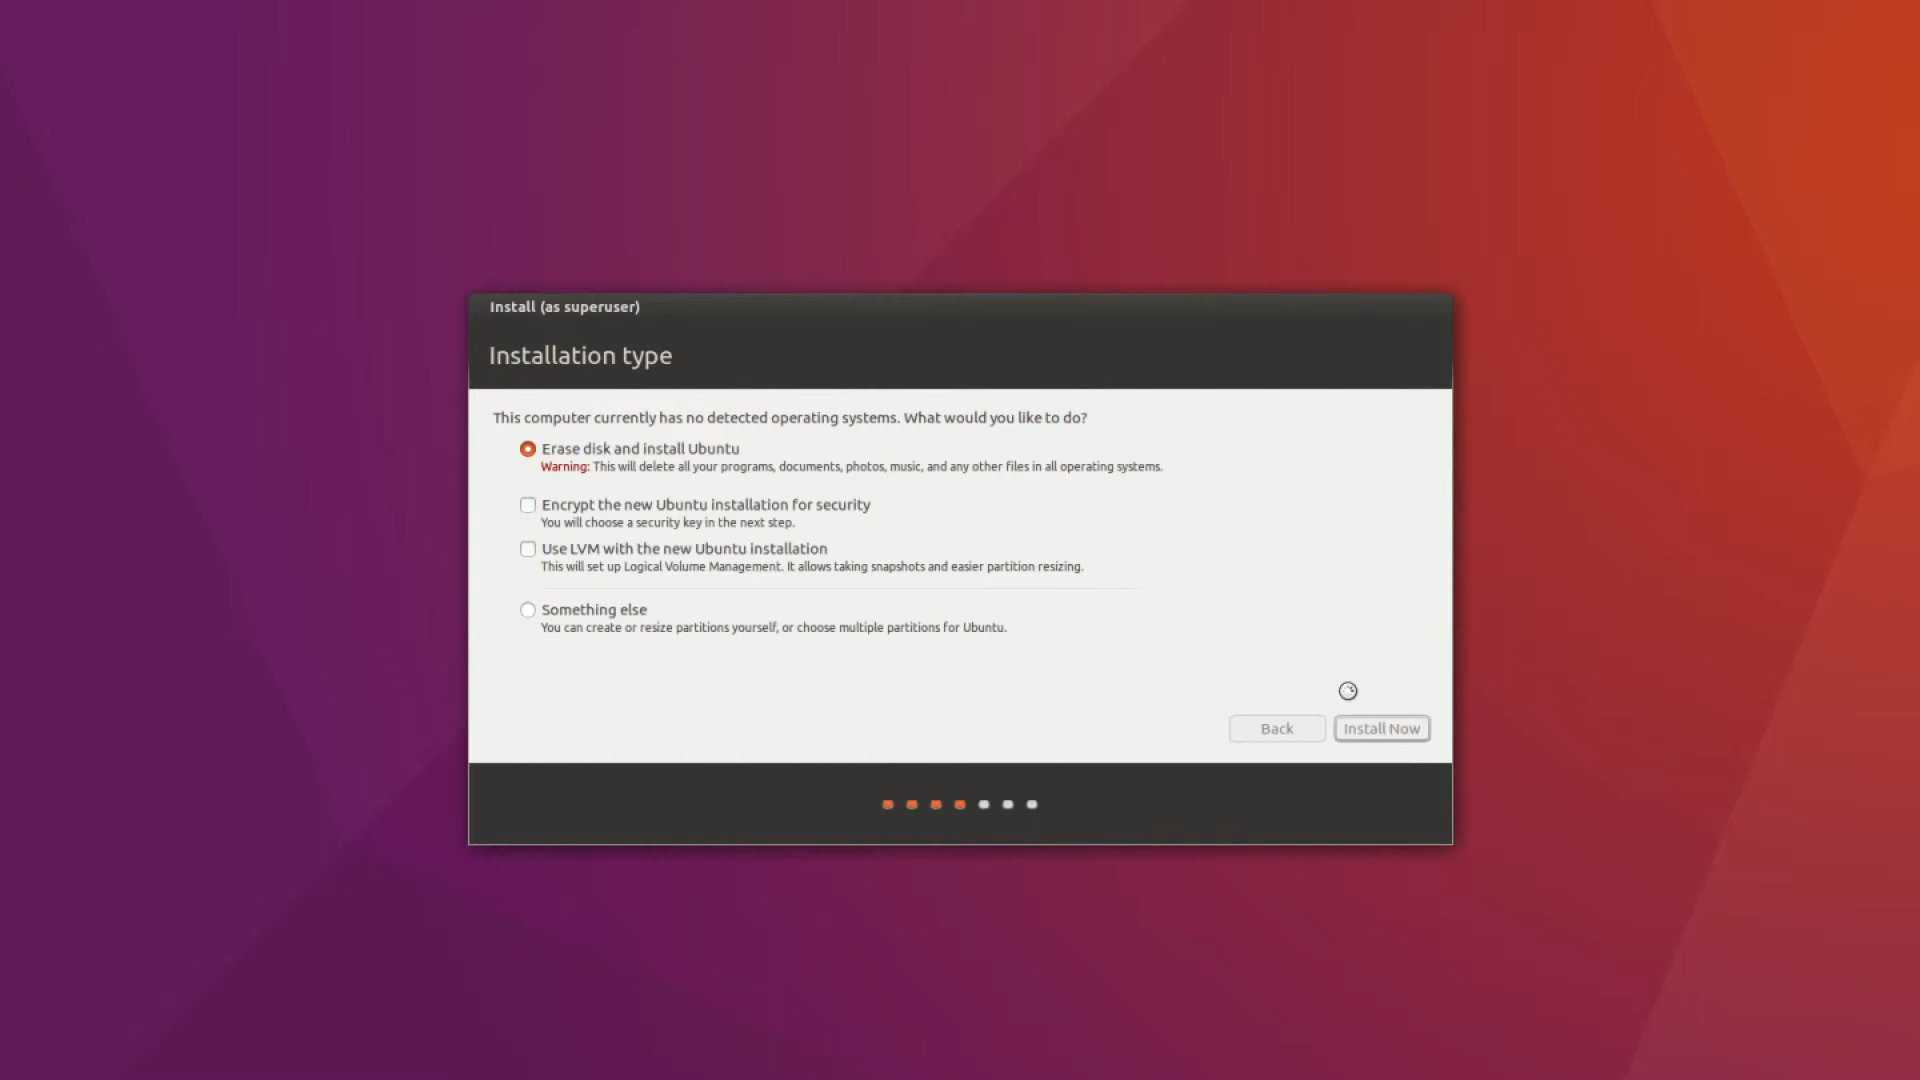 Install (as superuser)
Installation type
This computer currently has no detected operating systems. What would you like to do?
Erase disk and install Ubuntu
Warning: This will delete all your programs, documents, photos, music, and any other files in all operating systems.
Encrypt the new Ubuntu installation for security
You will choose a security key in the next step.
Use LVM with the new Ubuntu installation
This will set up Logical Volume Management. It allows taking snapshots and easier partition resizing.
Something else
You can create or resize partitions yourself, or choose multiple partitions for Ubuntu.
Back
Install Now